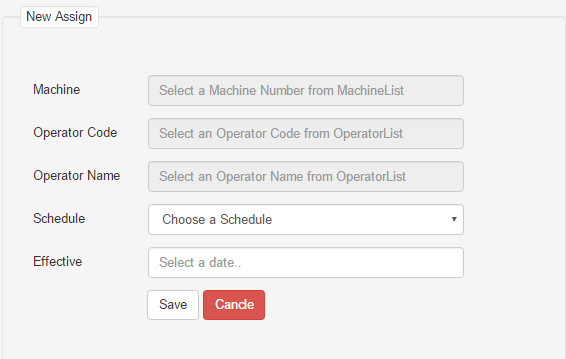 New Assign
Machine Select a Machine Number from MachineList
Operator Code Select an Operator Code from OperatorList
Operator Name Select an Operator Name from OperatorList
Schedule Choose a Schedule
Effective Select a date..
Save Cancle